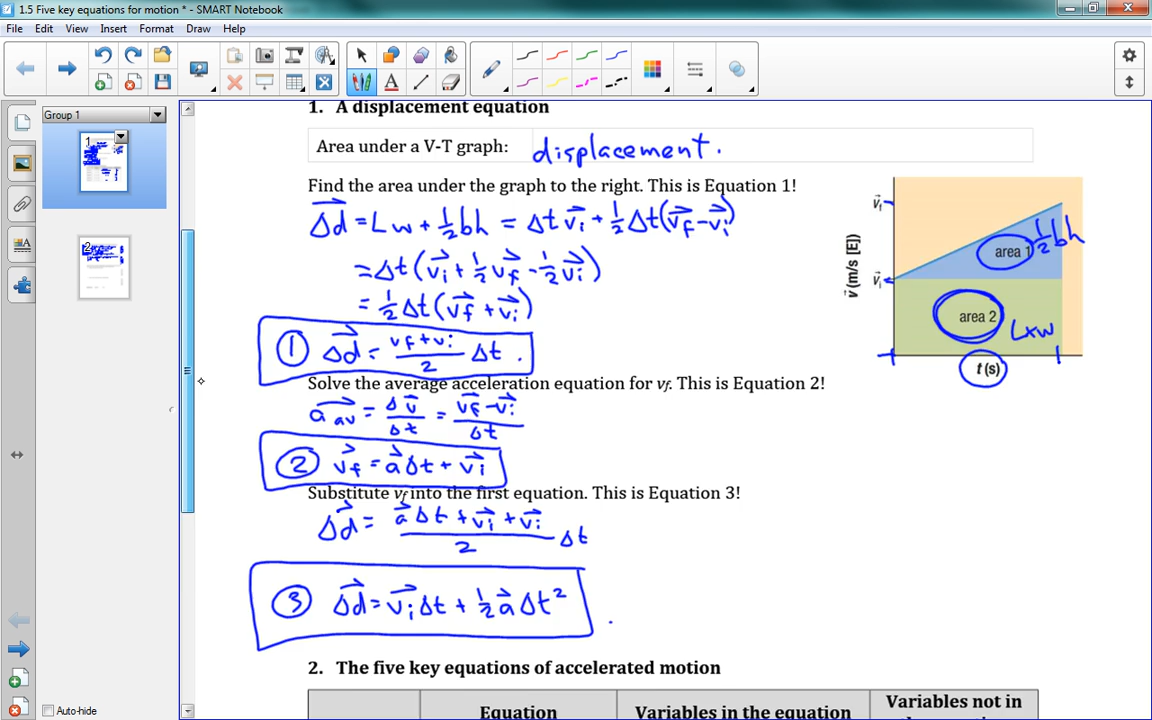 1.5 Five key equations for motion * - SMART Notebook
File Edit View Insert Format Draw Help
Group 1
1
2
1. A displacement equation
Area under a V-T graph: displacement.
Find the area under the graph to the right. This is Equation 1!
Δd⃗ = Lw + ½bh = Δt v⃗i + ½Δt(v⃗f − v⃗i)
= Δt(v⃗i + ½v⃗f − ½v⃗i)
= ½Δt(v⃗f + v⃗i)
① Δd⃗ = (vf + vi)/2 Δt.
Solve the average acceleration equation for vf. This is Equation 2!
a⃗av = Δv⃗/Δt = (v⃗f − v⃗i)/Δt
② v⃗f = a⃗Δt + v⃗i
Substitute vf into the first equation. This is Equation 3!
Δd⃗ = (a⃗Δt + v⃗i + v⃗i)/2 Δt
③ Δd⃗ = v⃗iΔt + ½a⃗Δt²
v⃗f
v⃗i
v⃗ (m/s [E])
area 1 ½bh
area 2 L×w
t (s)
2. The five key equations of accelerated motion
Equation Variables in the equation Variables not in
Auto-hide